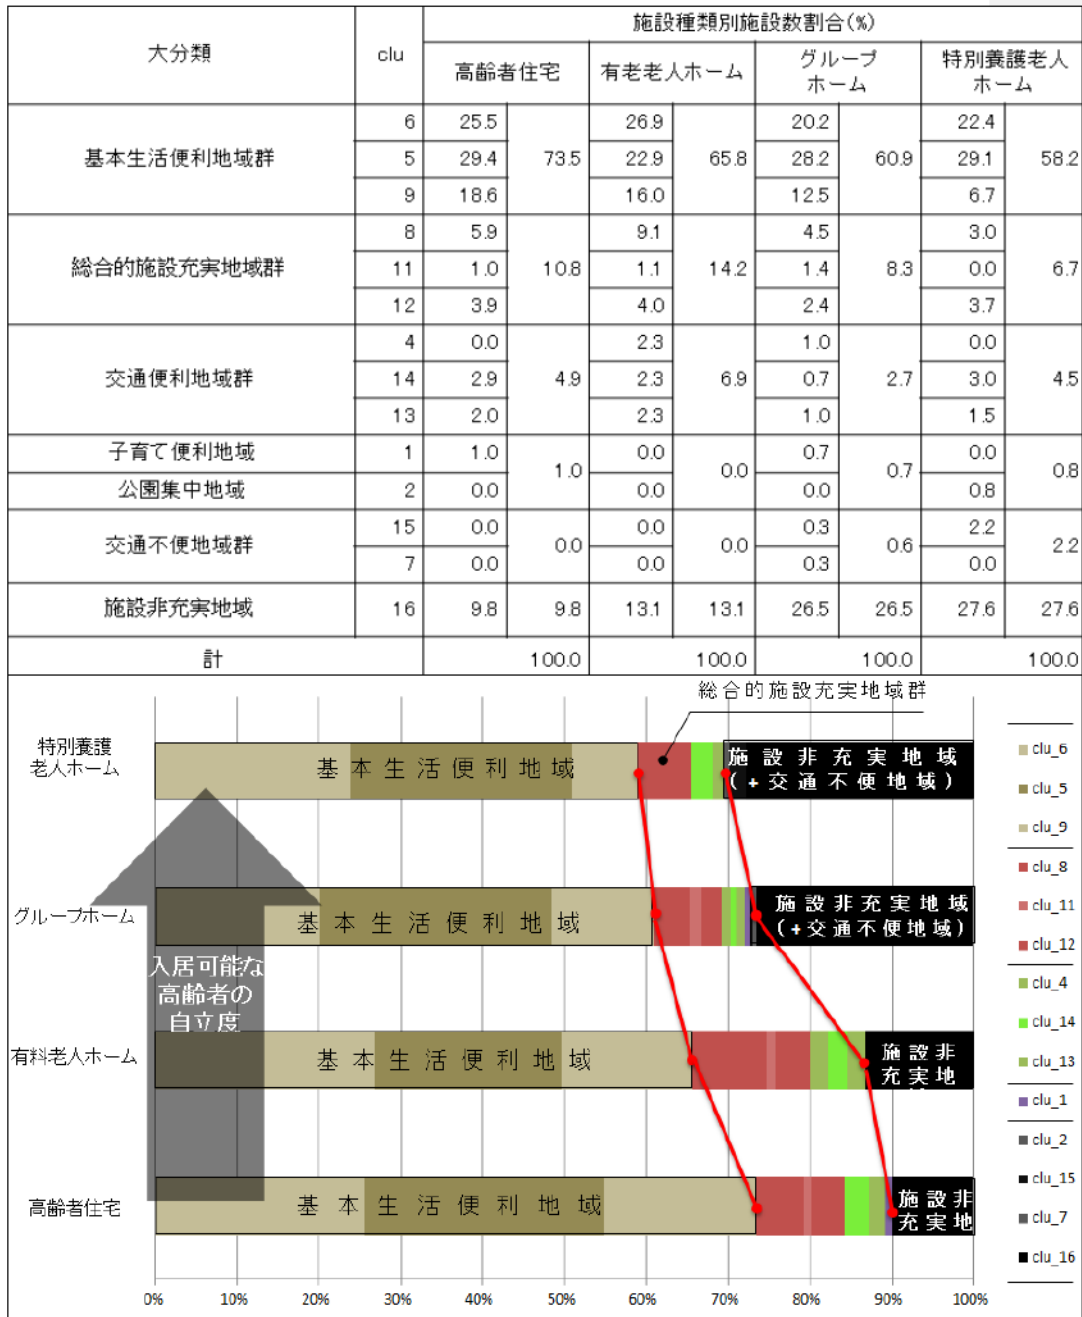 施設種類別施設数割合(%)
大分類 clu 高齢者住宅 有老老人ホーム グループホーム 特別養護老人ホーム
6 25.5 26.9 20.2 22.4
基本生活便利地域群 5 29.4 73.5 22.9 65.8 28.2 60.9 29.1 58.2
9 18.6 16.0 12.5 6.7
8 5.9 9.1 4.5 3.0
総合的施設充実地域群 11 1.0 10.8 1.1 14.2 1.4 8.3 0.0 6.7
12 3.9 4.0 2.4 3.7
4 0.0 2.3 1.0 0.0
交通便利地域群 14 2.9 4.9 2.3 6.9 0.7 2.7 3.0 4.5
13 2.0 2.3 1.0 1.5
子育て便利地域 1 1.0 1.0 0.0 0.0 0.7 0.7 0.0 0.8
公園集中地域 2 0.0 0.0 0.0 0.8
交通不便地域群 15 0.0 0.0 0.0 0.0 0.3 0.6 2.2 2.2
7 0.0 0.0 0.3 0.0
施設非充実地域 16 9.8 9.8 13.1 13.1 26.5 26.5 27.6 27.6
計 100.0 100.0 100.0 100.0
総合的施設充実地域群
特別養護
老人ホーム
基本生活便利地域
施設非充実地域
(+交通不便地域)
グループホーム
基本生活便利地域
施設非充実地域
(+交通不便地域)
入居可能な
高齢者の
自立度
有料老人ホーム
基本生活便利地域
施設非
充実地
高齢者住宅
基本生活便利地域
施設非
充実地
0% 10% 20% 30% 40% 50% 60% 70% 80% 90% 100%
clu_6
clu_5
clu_9
clu_8
clu_11
clu_12
clu_4
clu_14
clu_13
clu_1
clu_2
clu_15
clu_7
clu_16